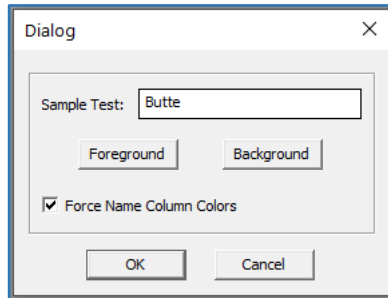 Dialog
Sample Test: Butte
Foreground Background
Force Name Column Colors
OK Cancel